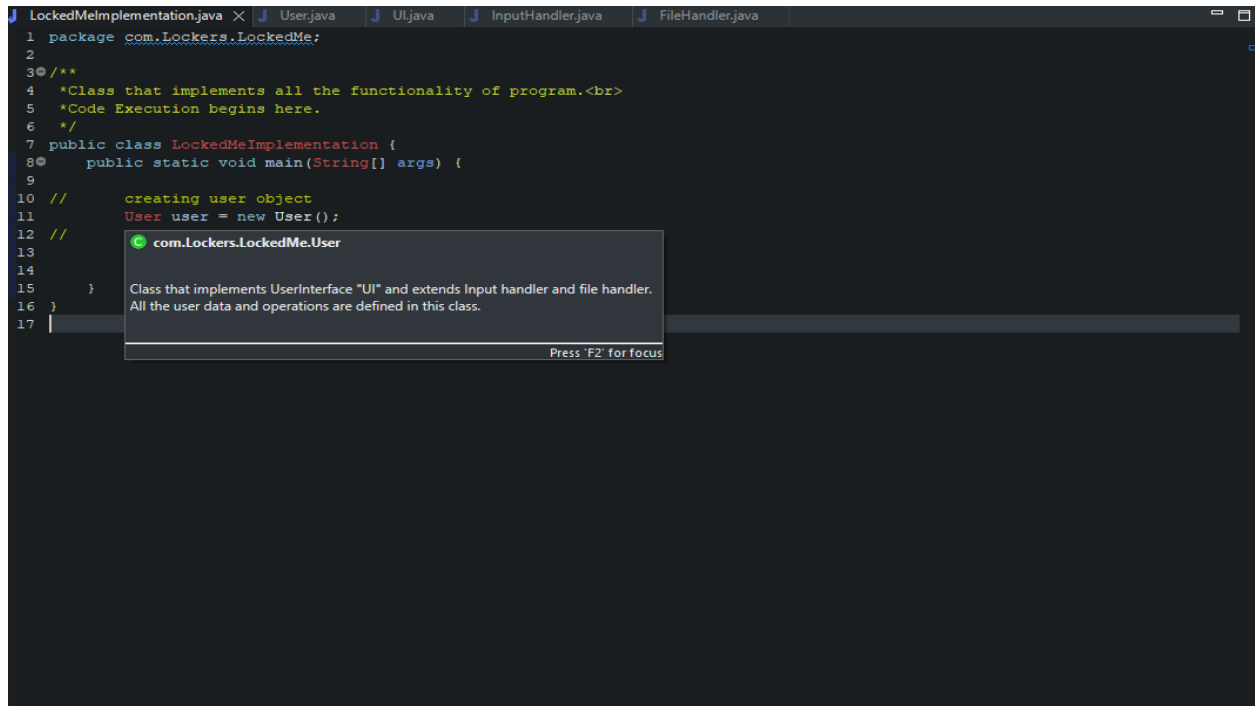 LockedMeImplementation.java User.java UI.java InputHandler.java FileHandler.java
1 package com.Lockers.LockedMe;
2
3 /**
4 *Class that implements all the functionality of program.<br>
5 *Code Execution begins here.
6 */
7 public class LockedMeImplementation {
8 public static void main(String[] args) {
9
10 // creating user object
11 User user = new User();
12 //
13
14
15 }
16 }
17
com.Lockers.LockedMe.User
Class that implements UserInterface "UI" and extends Input handler and file handler.
All the user data and operations are defined in this class.
Press 'F2' for focus